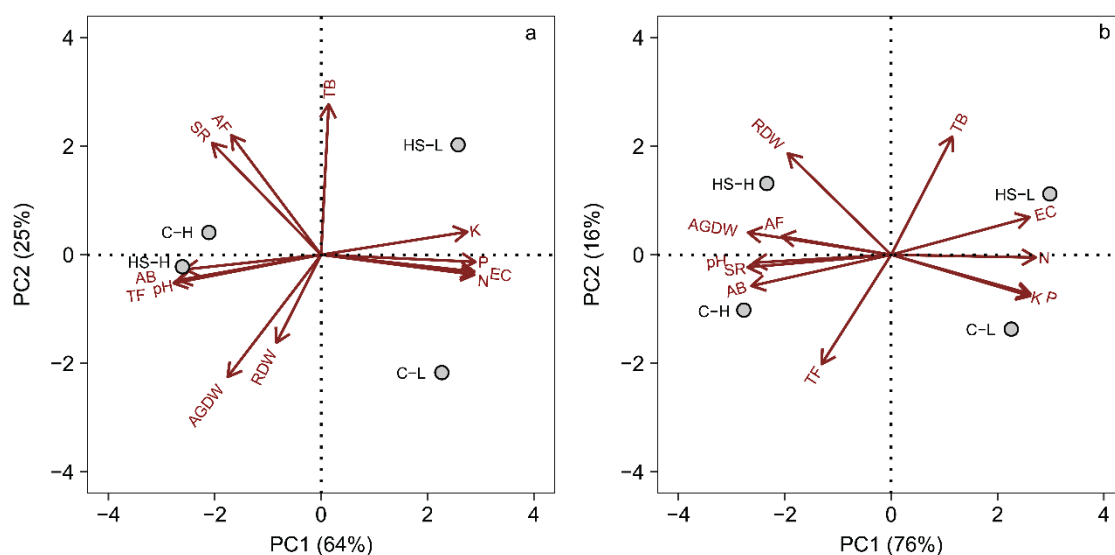 a
4
2
0
−2
−4
PC2 (25%)
TB
AF
SR
HS−L
C−H
K
HS−H
P
AB
EC
TF
pH
N
RDW
C−L
AGDW
−4
−2
0
2
4
PC1 (64%)
b
4
2
0
−2
−4
PC2 (16%)
TB
RDW
HS−H
HS−L
EC
AGDW
AF
N
pH
SR
AB
K P
C−H
C−L
TF
−4
−2
0
2
4
PC1 (76%)